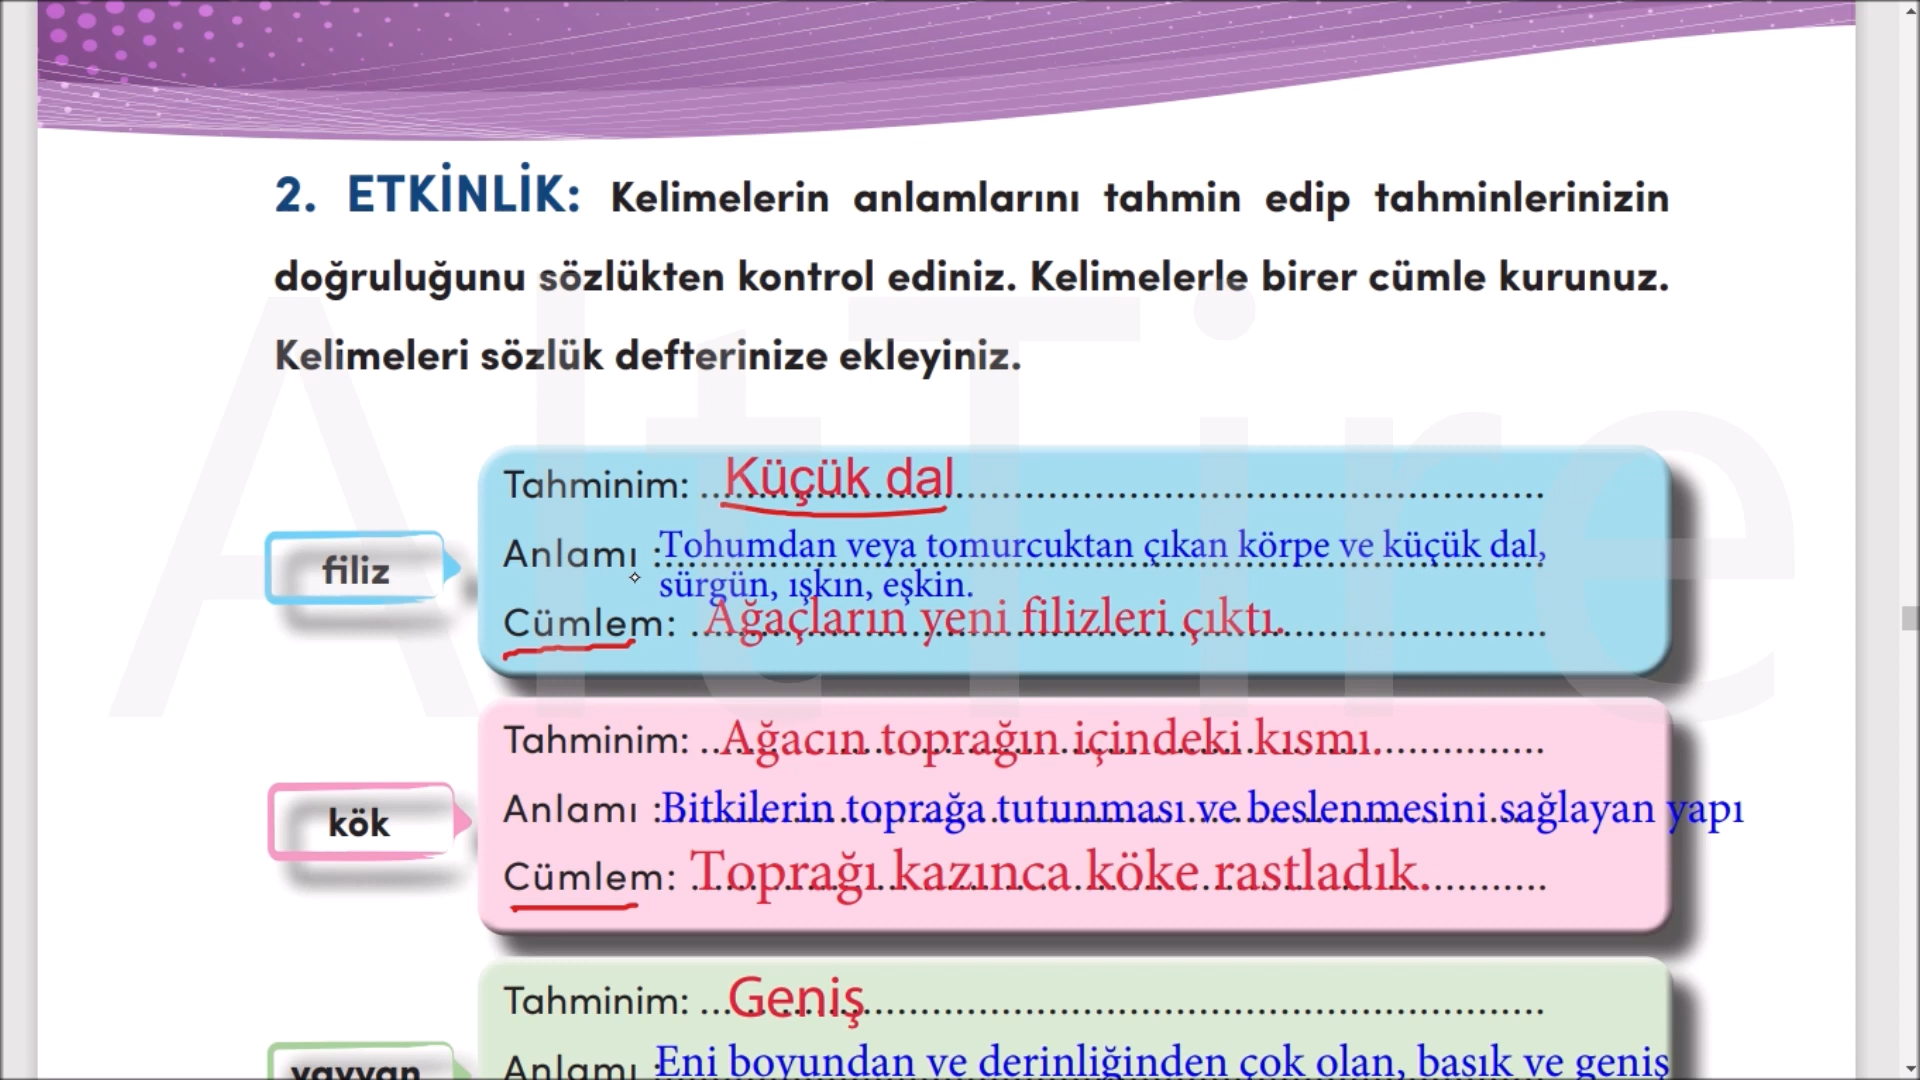 2. ETKİNLİK: Kelimelerin anlamlarını tahmin edip tahminlerinizin
doğruluğunu sözlükten kontrol ediniz. Kelimelerle birer cümle kurunuz.
Kelimeleri sözlük defterinize ekleyiniz.
AltTire
filiz
Tahminim: Küçük dal
Anlamı : Tohumdan veya tomurcuktan çıkan körpe ve küçük dal,
sürgün, ışkın, eşkin.
Cümlem: Ağaçların yeni filizleri çıktı.
kök
Tahminim: Ağacın toprağın içindeki kısmı.
Anlamı : Bitkilerin toprağa tutunması ve beslenmesini sağlayan yapı
Cümlem: Toprağı kazınca köke rastladık.
yayvan
Tahminim: Geniş
Anlamı : Eni boyundan ve derinliğinden çok olan, basık ve geniş